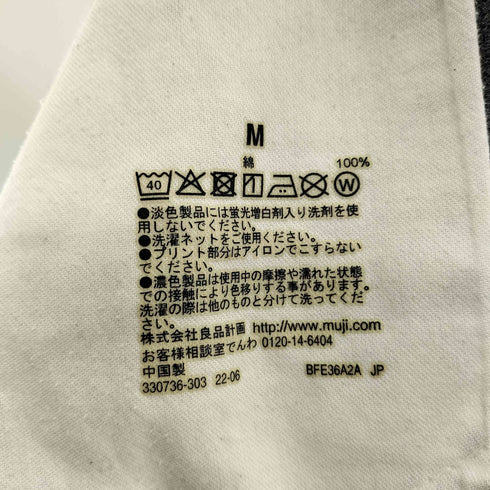 M
綿 100%
40 W
●淡色製品には蛍光増白剤入り洗剤を使
用しないでください。
●洗濯ネットをご使用ください。
●プリント部分はアイロンでこすらない
でください。
●濃色製品は使用中の摩擦や濡れた状態
での接触により色移りする事があります。
洗濯の際は他のものと分けて洗ってくだ
さい。
株式会社良品計画 http://www.muji.com
お客様相談室でんわ 0120-14-6404
中国製
330736-303 22-06 BFE36A2A JP